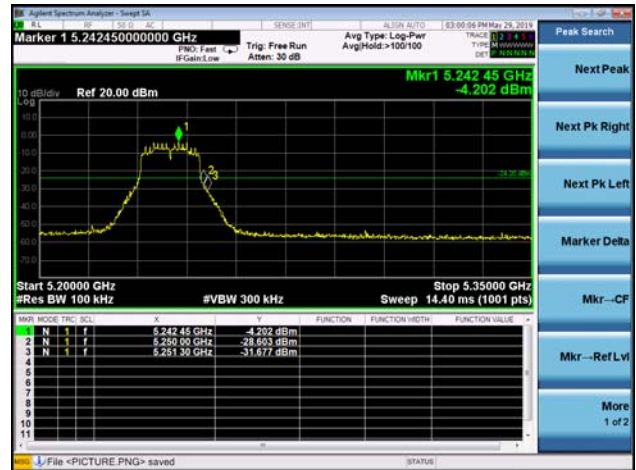 Agilent Spectrum Analyzer - Swept SA
RL RF 50 Ω AC SENSE:INT ALIGN AUTO 03:00:06 PM May 29, 2019
Marker 1 5.242450000000 GHz
PNO: Fast
IFGain:Low
Trig: Free Run
Atten: 30 dB
Avg Type: Log-Pwr
Avg|Hold:>100/100
TRACE 1 2 3 4 5 6
TYPE M WWWWW
DET P N N N N N
Mkr1 5.242 45 GHz
-4.202 dBm
10 dB/div Ref 20.00 dBm
Log
10.0
0.00
-10.0
-20.0
-30.0
-40.0
-50.0
-60.0
-70.0
1
2
3
-24.20 dBm
Start 5.20000 GHz Stop 5.35000 GHz
#Res BW 100 kHz #VBW 300 kHz Sweep 14.40 ms (1001 pts)
MKR MODE TRC SCL X Y FUNCTION FUNCTION WIDTH FUNCTION VALUE
1 N 1 f 5.242 45 GHz -4.202 dBm
2 N 1 f 5.250 00 GHz -28.603 dBm
3 N 1 f 5.251 30 GHz -31.677 dBm
4
5
6
7
8
9
10
11
MSG File <PICTURE.PNG> saved STATUS
Peak Search
Next Peak
Next Pk Right
Next Pk Left
Marker Delta
Mkr→CF
Mkr→Ref Lvl
More
1 of 2